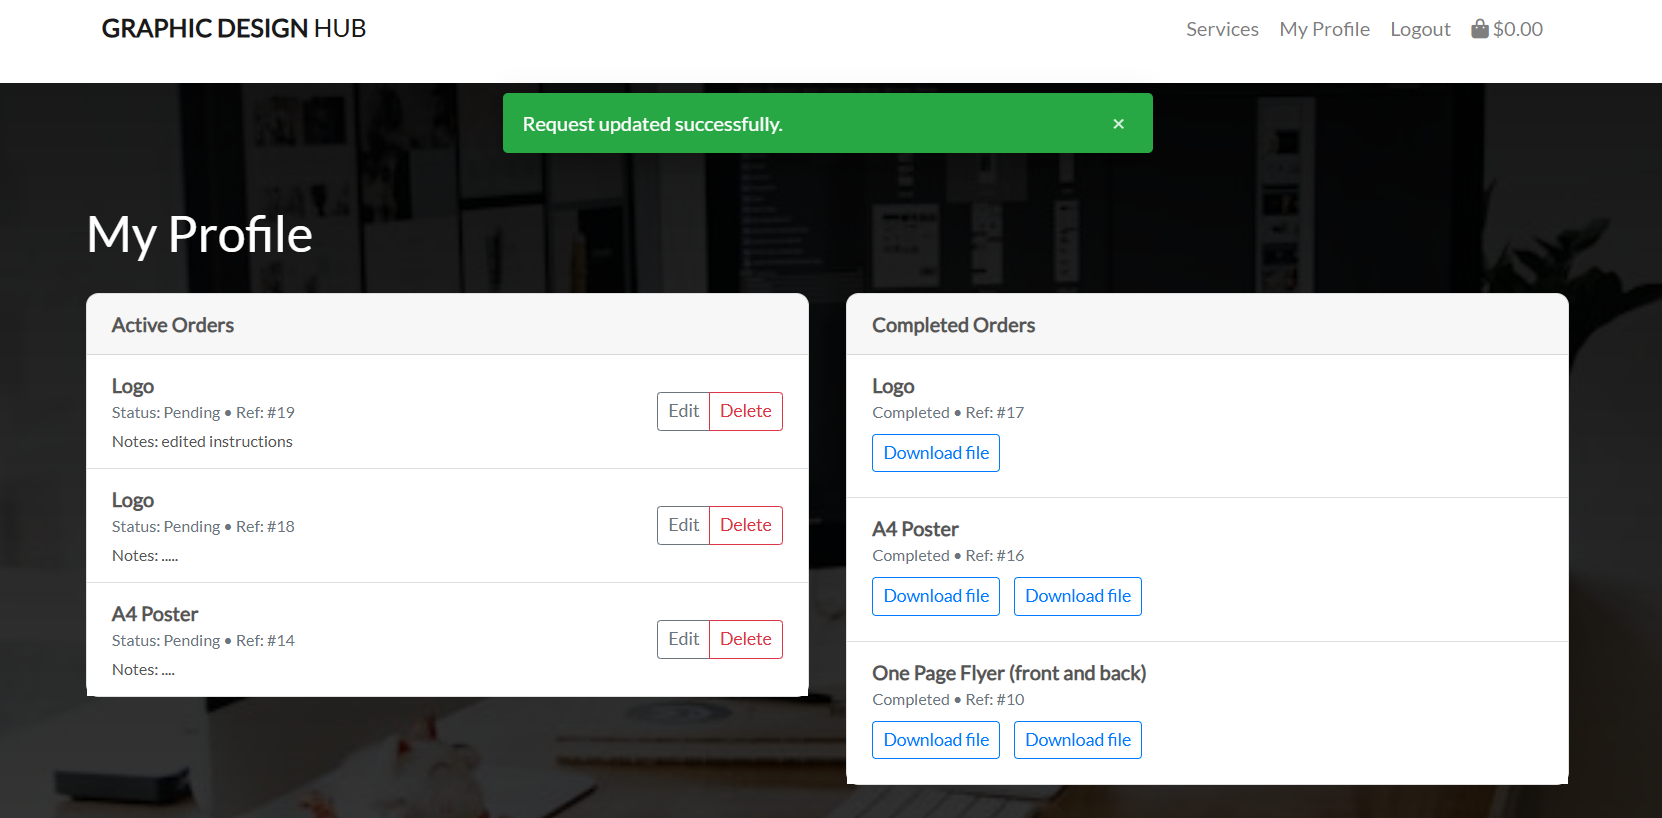 GRAPHIC DESIGN HUB
Services My Profile Logout $0.00
Request updated successfully. ×
My Profile
Active Orders
Logo
Status: Pending • Ref: #19
Notes: edited instructions
Edit Delete
Logo
Status: Pending • Ref: #18
Notes: .....
Edit Delete
A4 Poster
Status: Pending • Ref: #14
Notes: ....
Edit Delete
Completed Orders
Logo
Completed • Ref: #17
Download file
A4 Poster
Completed • Ref: #16
Download file Download file
One Page Flyer (front and back)
Completed • Ref: #10
Download file Download file